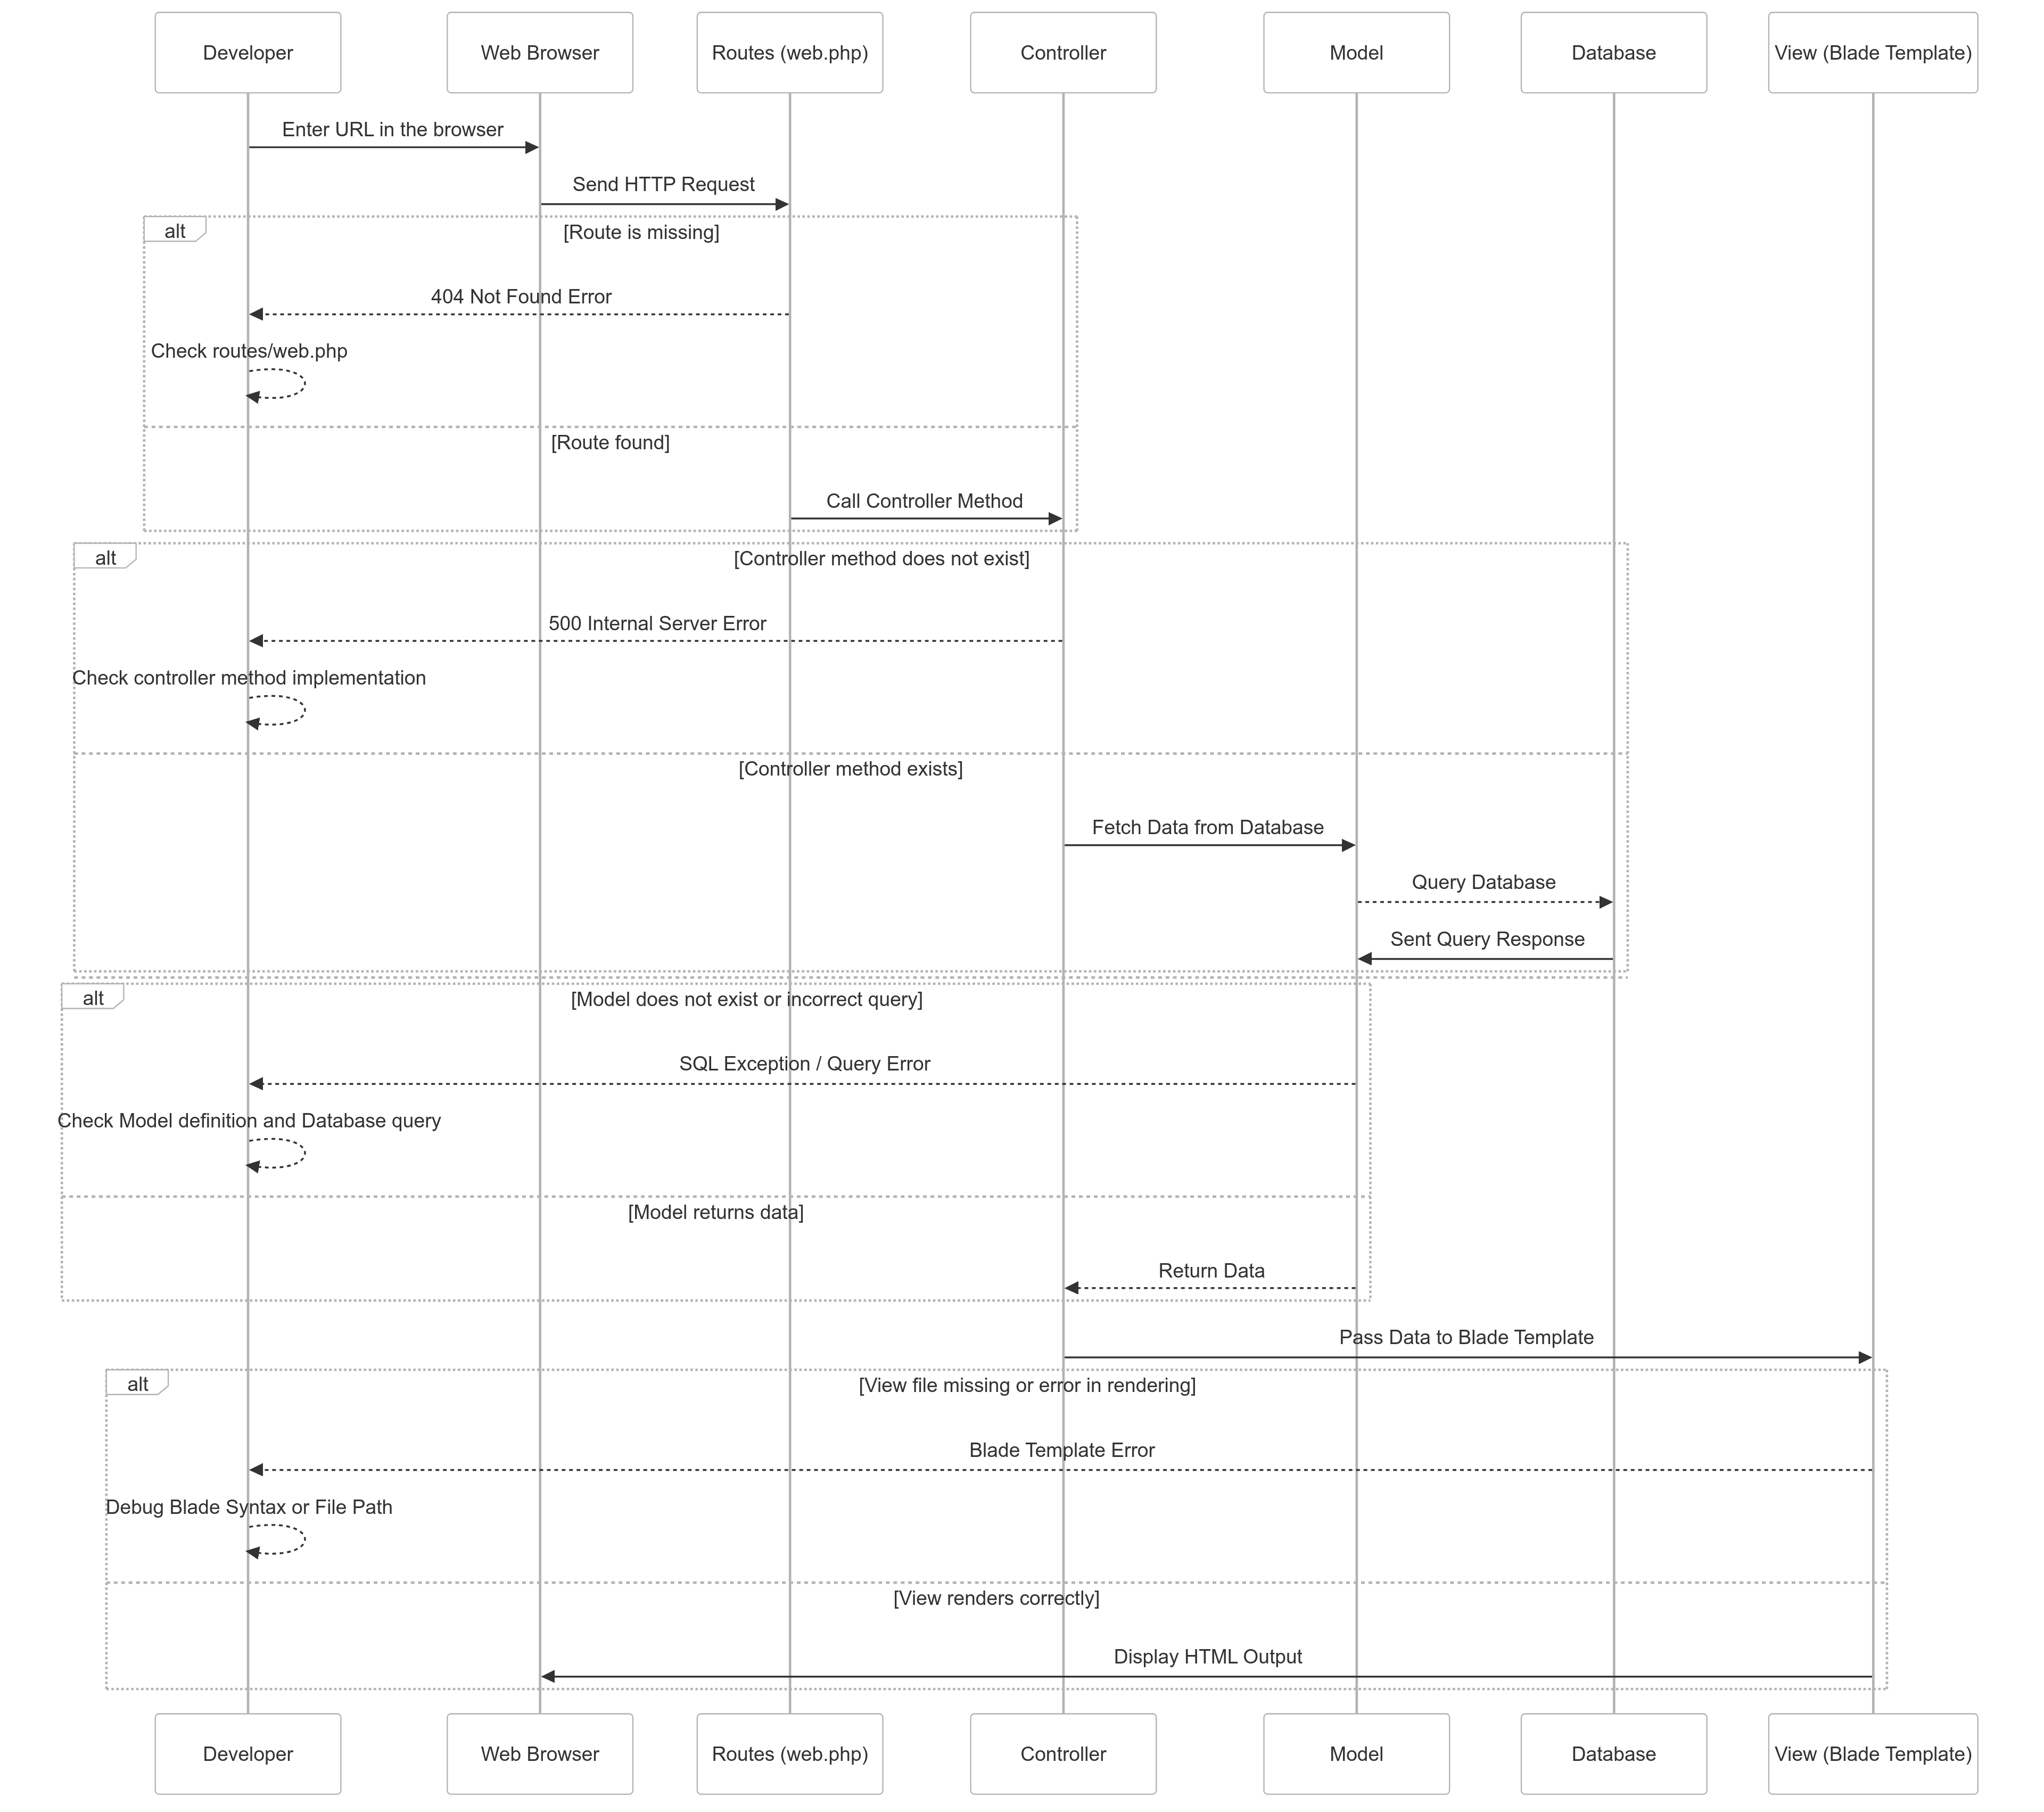 Developer
Web Browser
Routes (web.php)
Controller
Model
Database
View (Blade Template)
Enter URL in the browser
Send HTTP Request
alt
[Route is missing]
404 Not Found Error
Check routes/web.php
[Route found]
Call Controller Method
alt
[Controller method does not exist]
500 Internal Server Error
Check controller method implementation
[Controller method exists]
Fetch Data from Database
Query Database
Sent Query Response
alt
[Model does not exist or incorrect query]
SQL Exception / Query Error
Check Model definition and Database query
[Model returns data]
Return Data
Pass Data to Blade Template
alt
[View file missing or error in rendering]
Blade Template Error
Debug Blade Syntax or File Path
[View renders correctly]
Display HTML Output
Developer
Web Browser
Routes (web.php)
Controller
Model
Database
View (Blade Template)